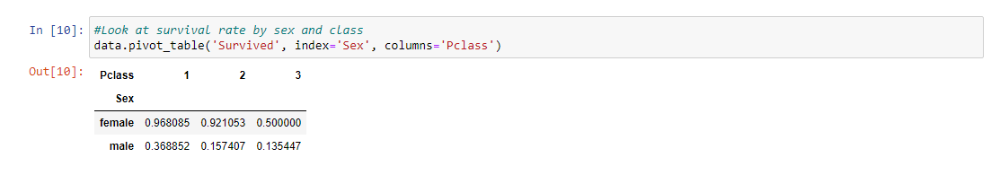 In [10]: #Look at survival rate by sex and class
data.pivot_table('Survived', index='Sex', columns='Pclass')
Out[10]: Pclass 1 2 3
Sex
female 0.968085 0.921053 0.500000
male 0.368852 0.157407 0.135447